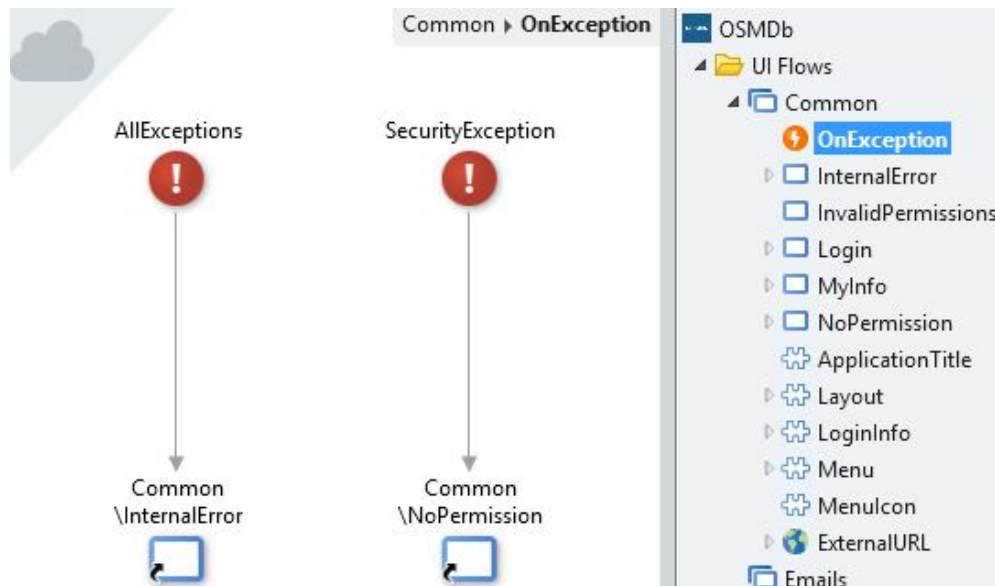 Common ▸ OnException
AllExceptions
SecurityException
Common
\InternalError
Common
\NoPermission
OSMDb
UI Flows
Common
OnException
InternalError
InvalidPermissions
Login
MyInfo
NoPermission
ApplicationTitle
Layout
LoginInfo
Menu
MenuIcon
ExternalURL
Emails